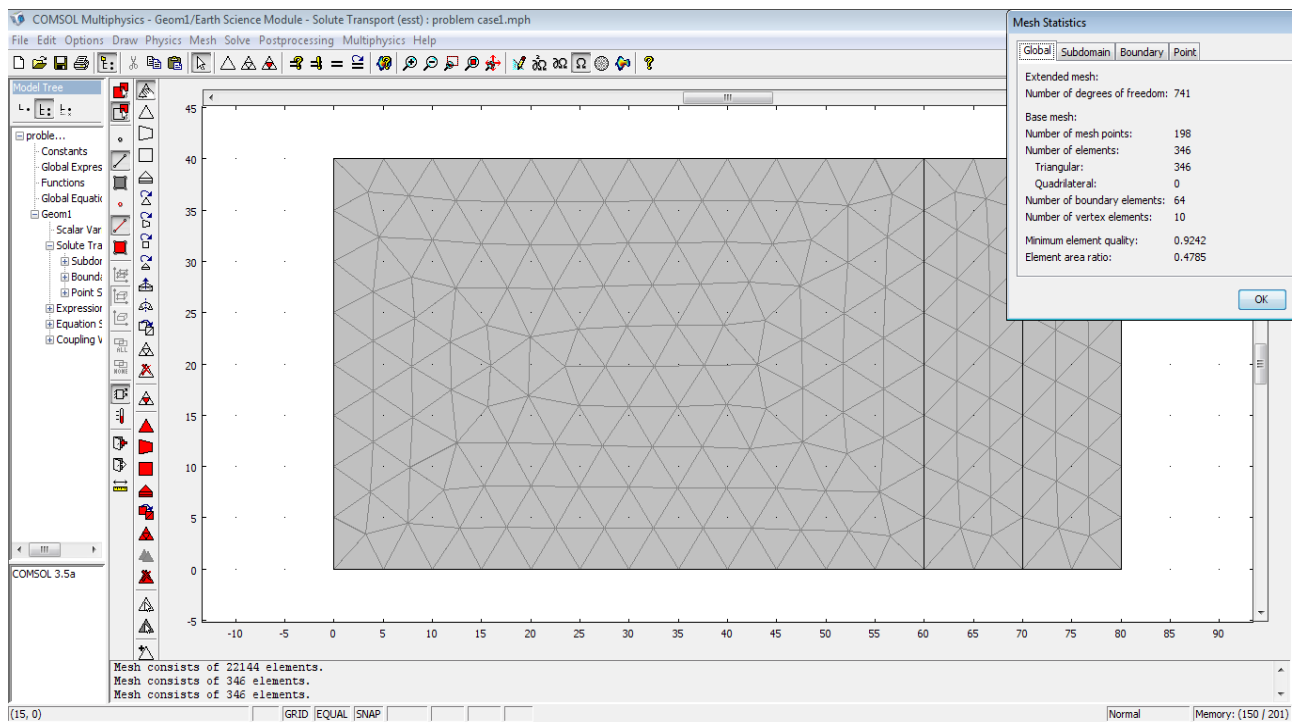 COMSOL Multiphysics - Geom1/Earth Science Module - Solute Transport (esst) : problem case1.mph
File Edit Options Draw Physics Mesh Solve Postprocessing Multiphysics Help
Model Tree
proble...
Constants
Global Expres
Functions
Global Equatic
Geom1
Scalar Var
Solute Tra
Subdor
Bounda
Point S
Expression
Equation S
Coupling V
COMSOL 3.5a
ALL
NONE
45
40
35
30
25
20
15
10
5
0
-5
-10 -5 0 5 10 15 20 25 30 35 40 45 50 55 60 65 70 75 80 85 90
Mesh Statistics
Global Subdomain Boundary Point
Extended mesh:
Number of degrees of freedom: 741
Base mesh:
Number of mesh points: 198
Number of elements: 346
Triangular: 346
Quadrilateral: 0
Number of boundary elements: 64
Number of vertex elements: 10
Minimum element quality: 0.9242
Element area ratio: 0.4785
OK
Mesh consists of 22144 elements.
Mesh consists of 346 elements.
Mesh consists of 346 elements.
(15, 0) GRID EQUAL SNAP Normal Memory: (150 / 201)